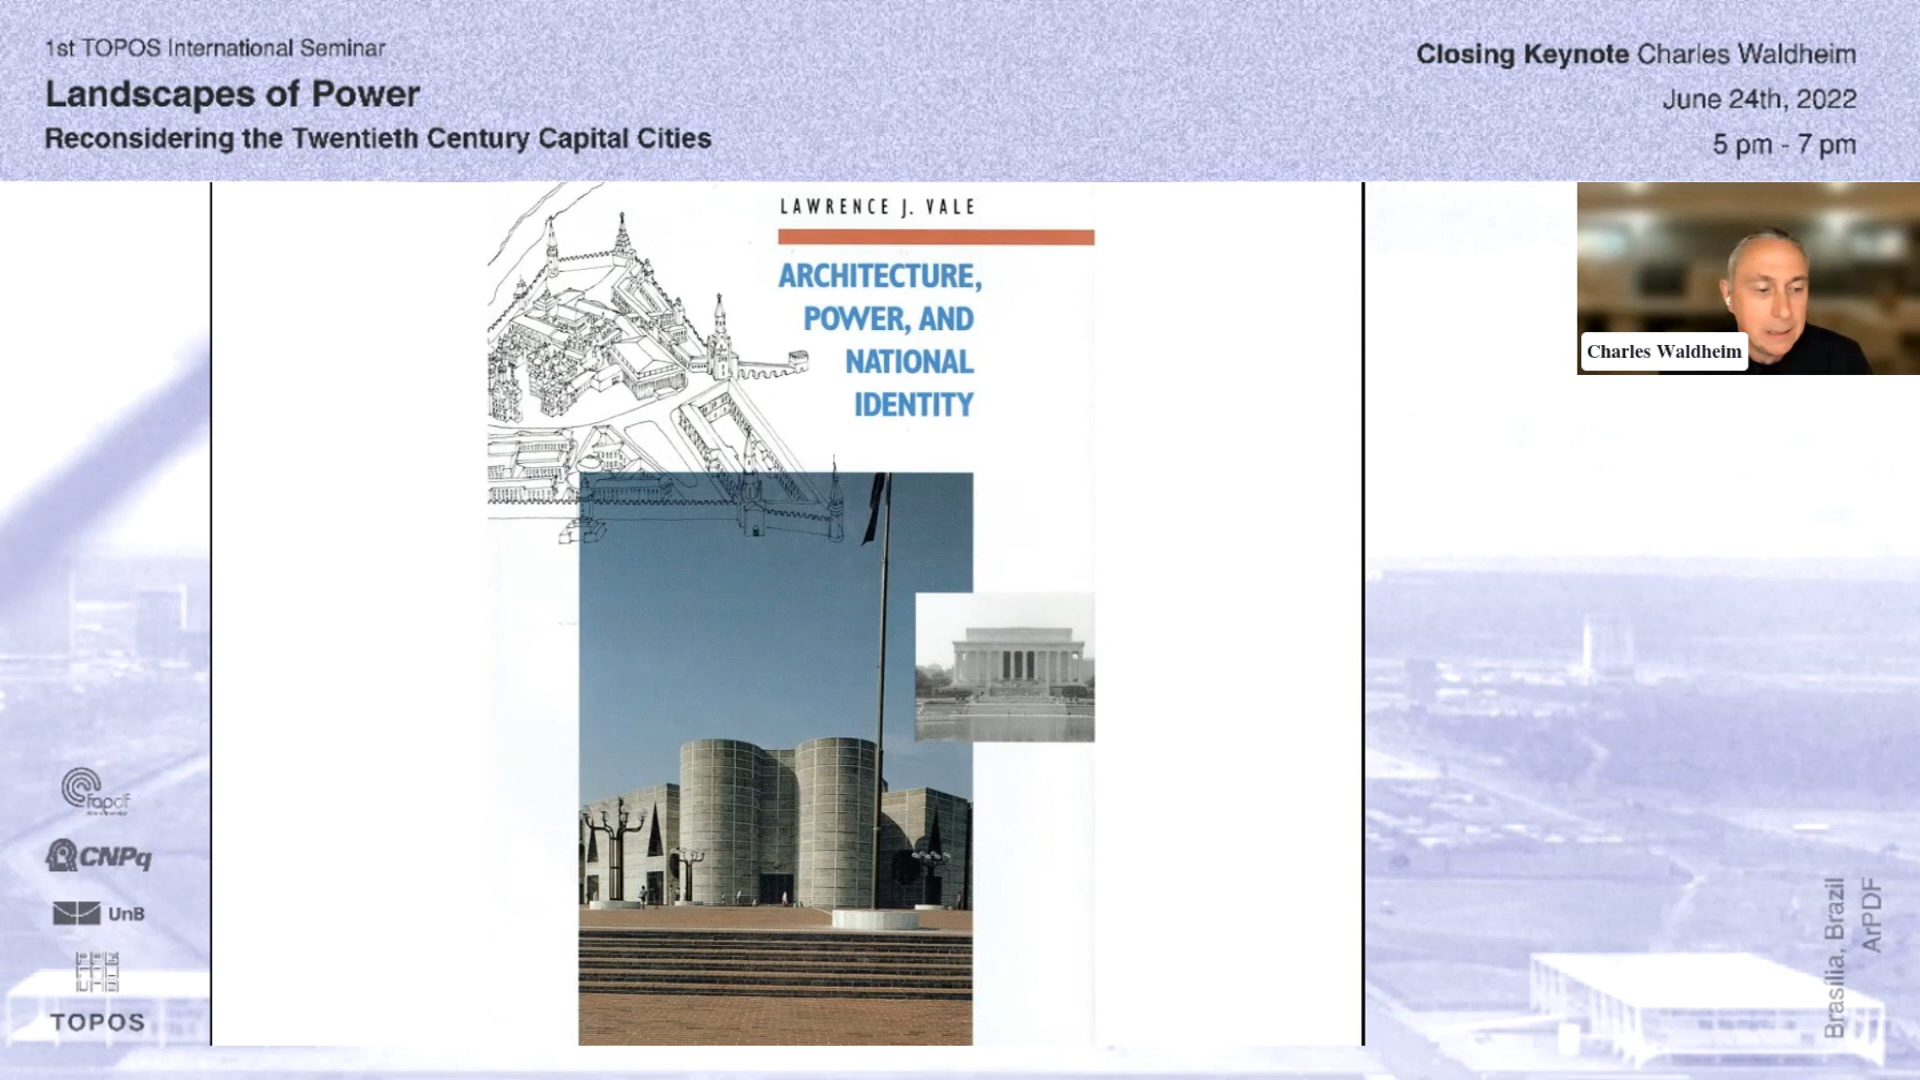 1st TOPOS International Seminar
Landscapes of Power
Reconsidering the Twentieth Century Capital Cities
Closing Keynote Charles Waldheim
June 24th, 2022
5 pm - 7 pm
LAWRENCE J. VALE
ARCHITECTURE,
POWER, AND
NATIONAL
IDENTITY
Charles Waldheim
fapdf
CNPq
UnB
TOPOS
Brasília, Brazil
ArPDF